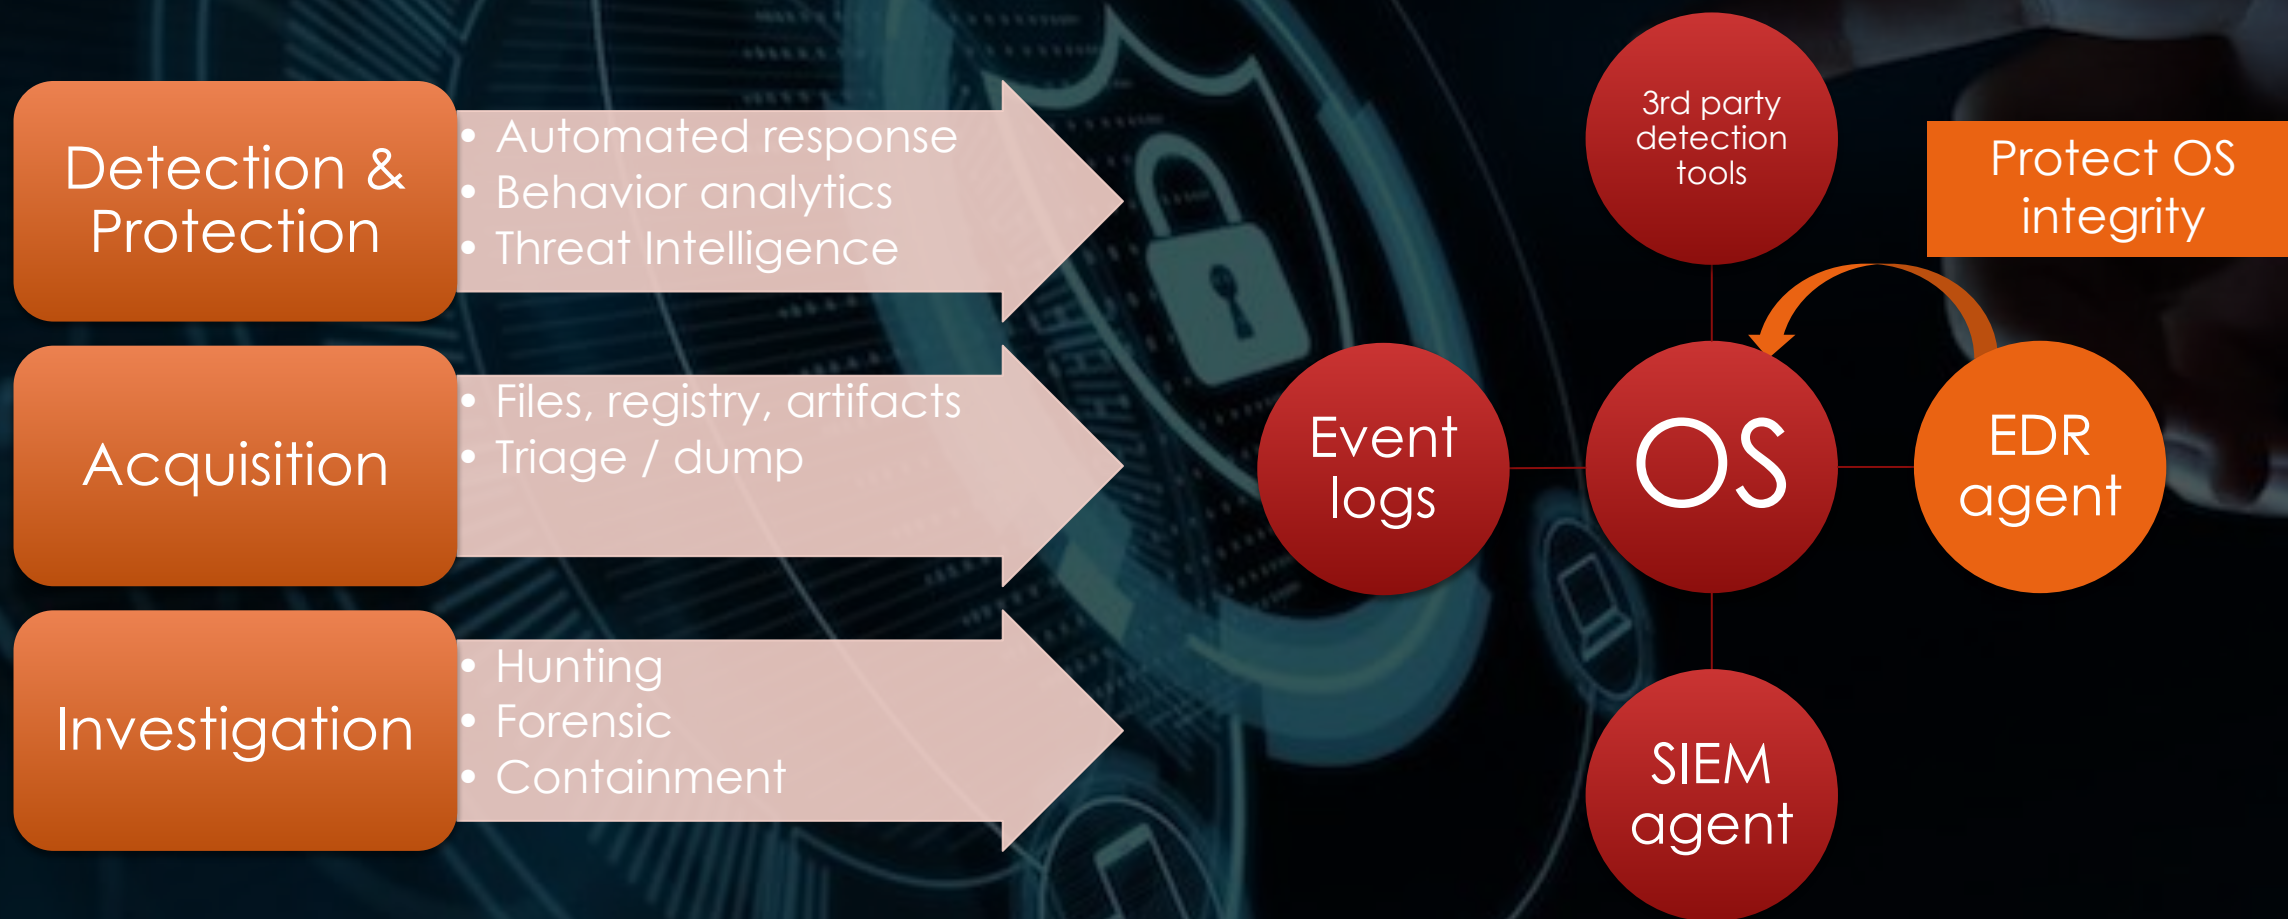 Detection &
Protection
• Automated response
• Behavior analytics
• Threat Intelligence
Acquisition
• Files, registry, artifacts
• Triage / dump
Investigation
• Hunting
• Forensic
• Containment
3rd party
detection
tools
Protect OS
integrity
Event
logs
OS
EDR
agent
SIEM
agent